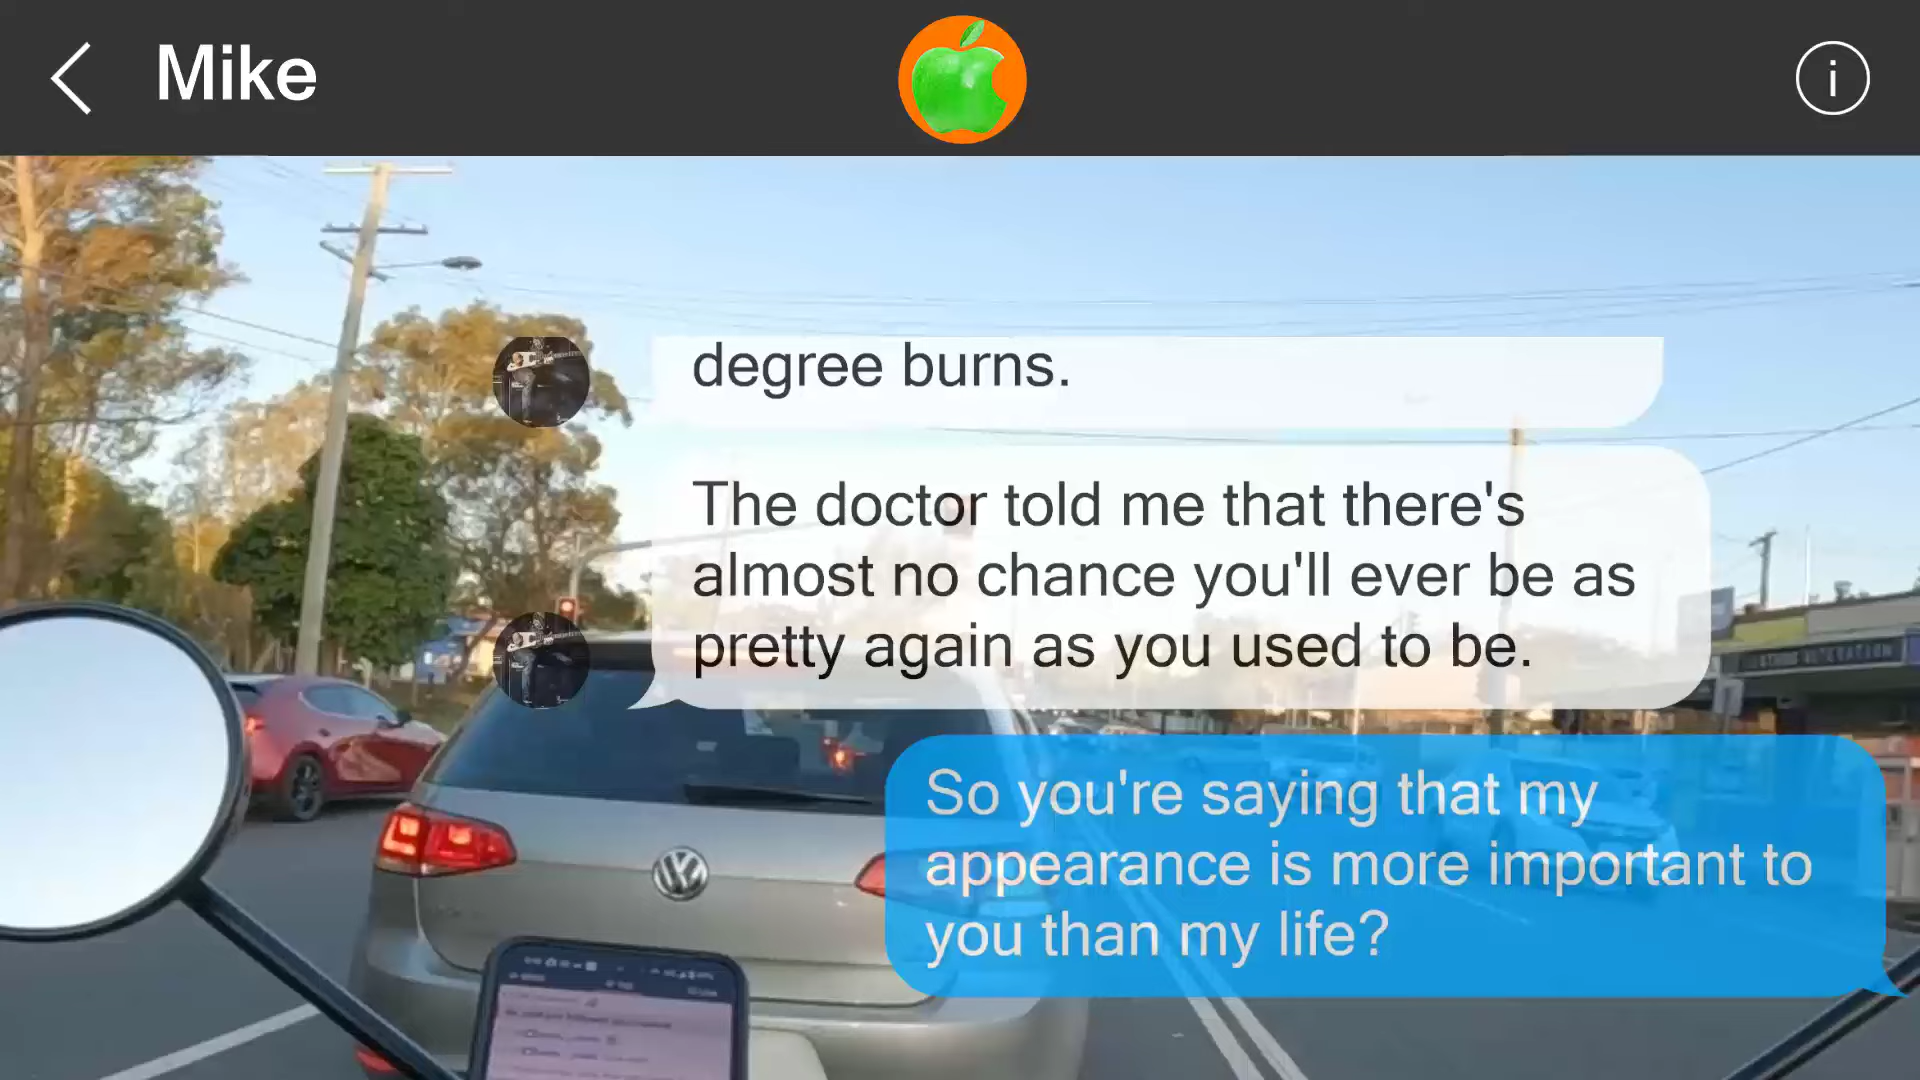 Mike
degree burns.
The doctor told me that there's
almost no chance you'll ever be as
pretty again as you used to be.
So you're saying that my
appearance is more important to
you than my life?